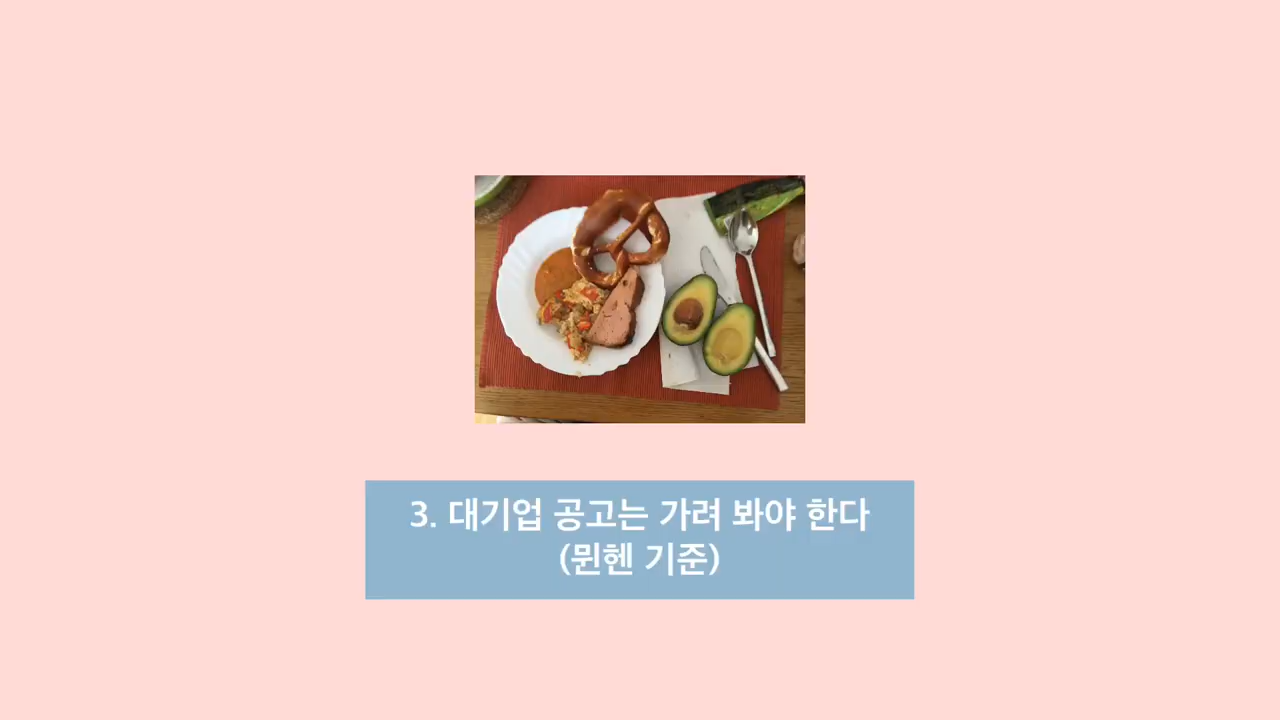 3. 대기업 공고는 가려 봐야 한다
(뮌헨 기준)